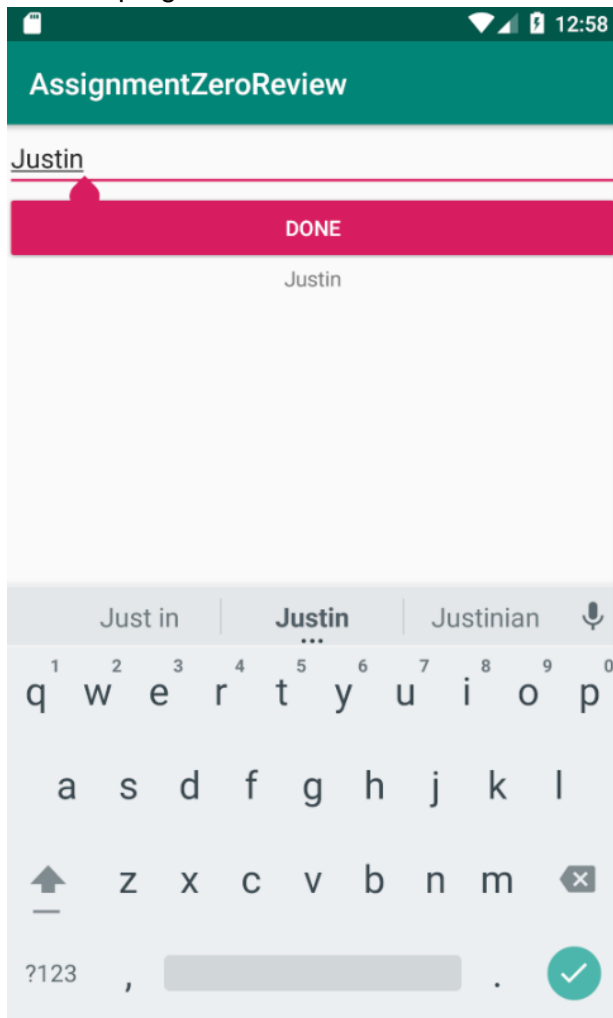 12:58
AssignmentZeroReview
Justin
DONE
Justin
Just in Justin Justinian
1 2 3 4 5 6 7 8 9 0
q w e r t y u i o p
a s d f g h j k l
z x c v b n m
?123 , .